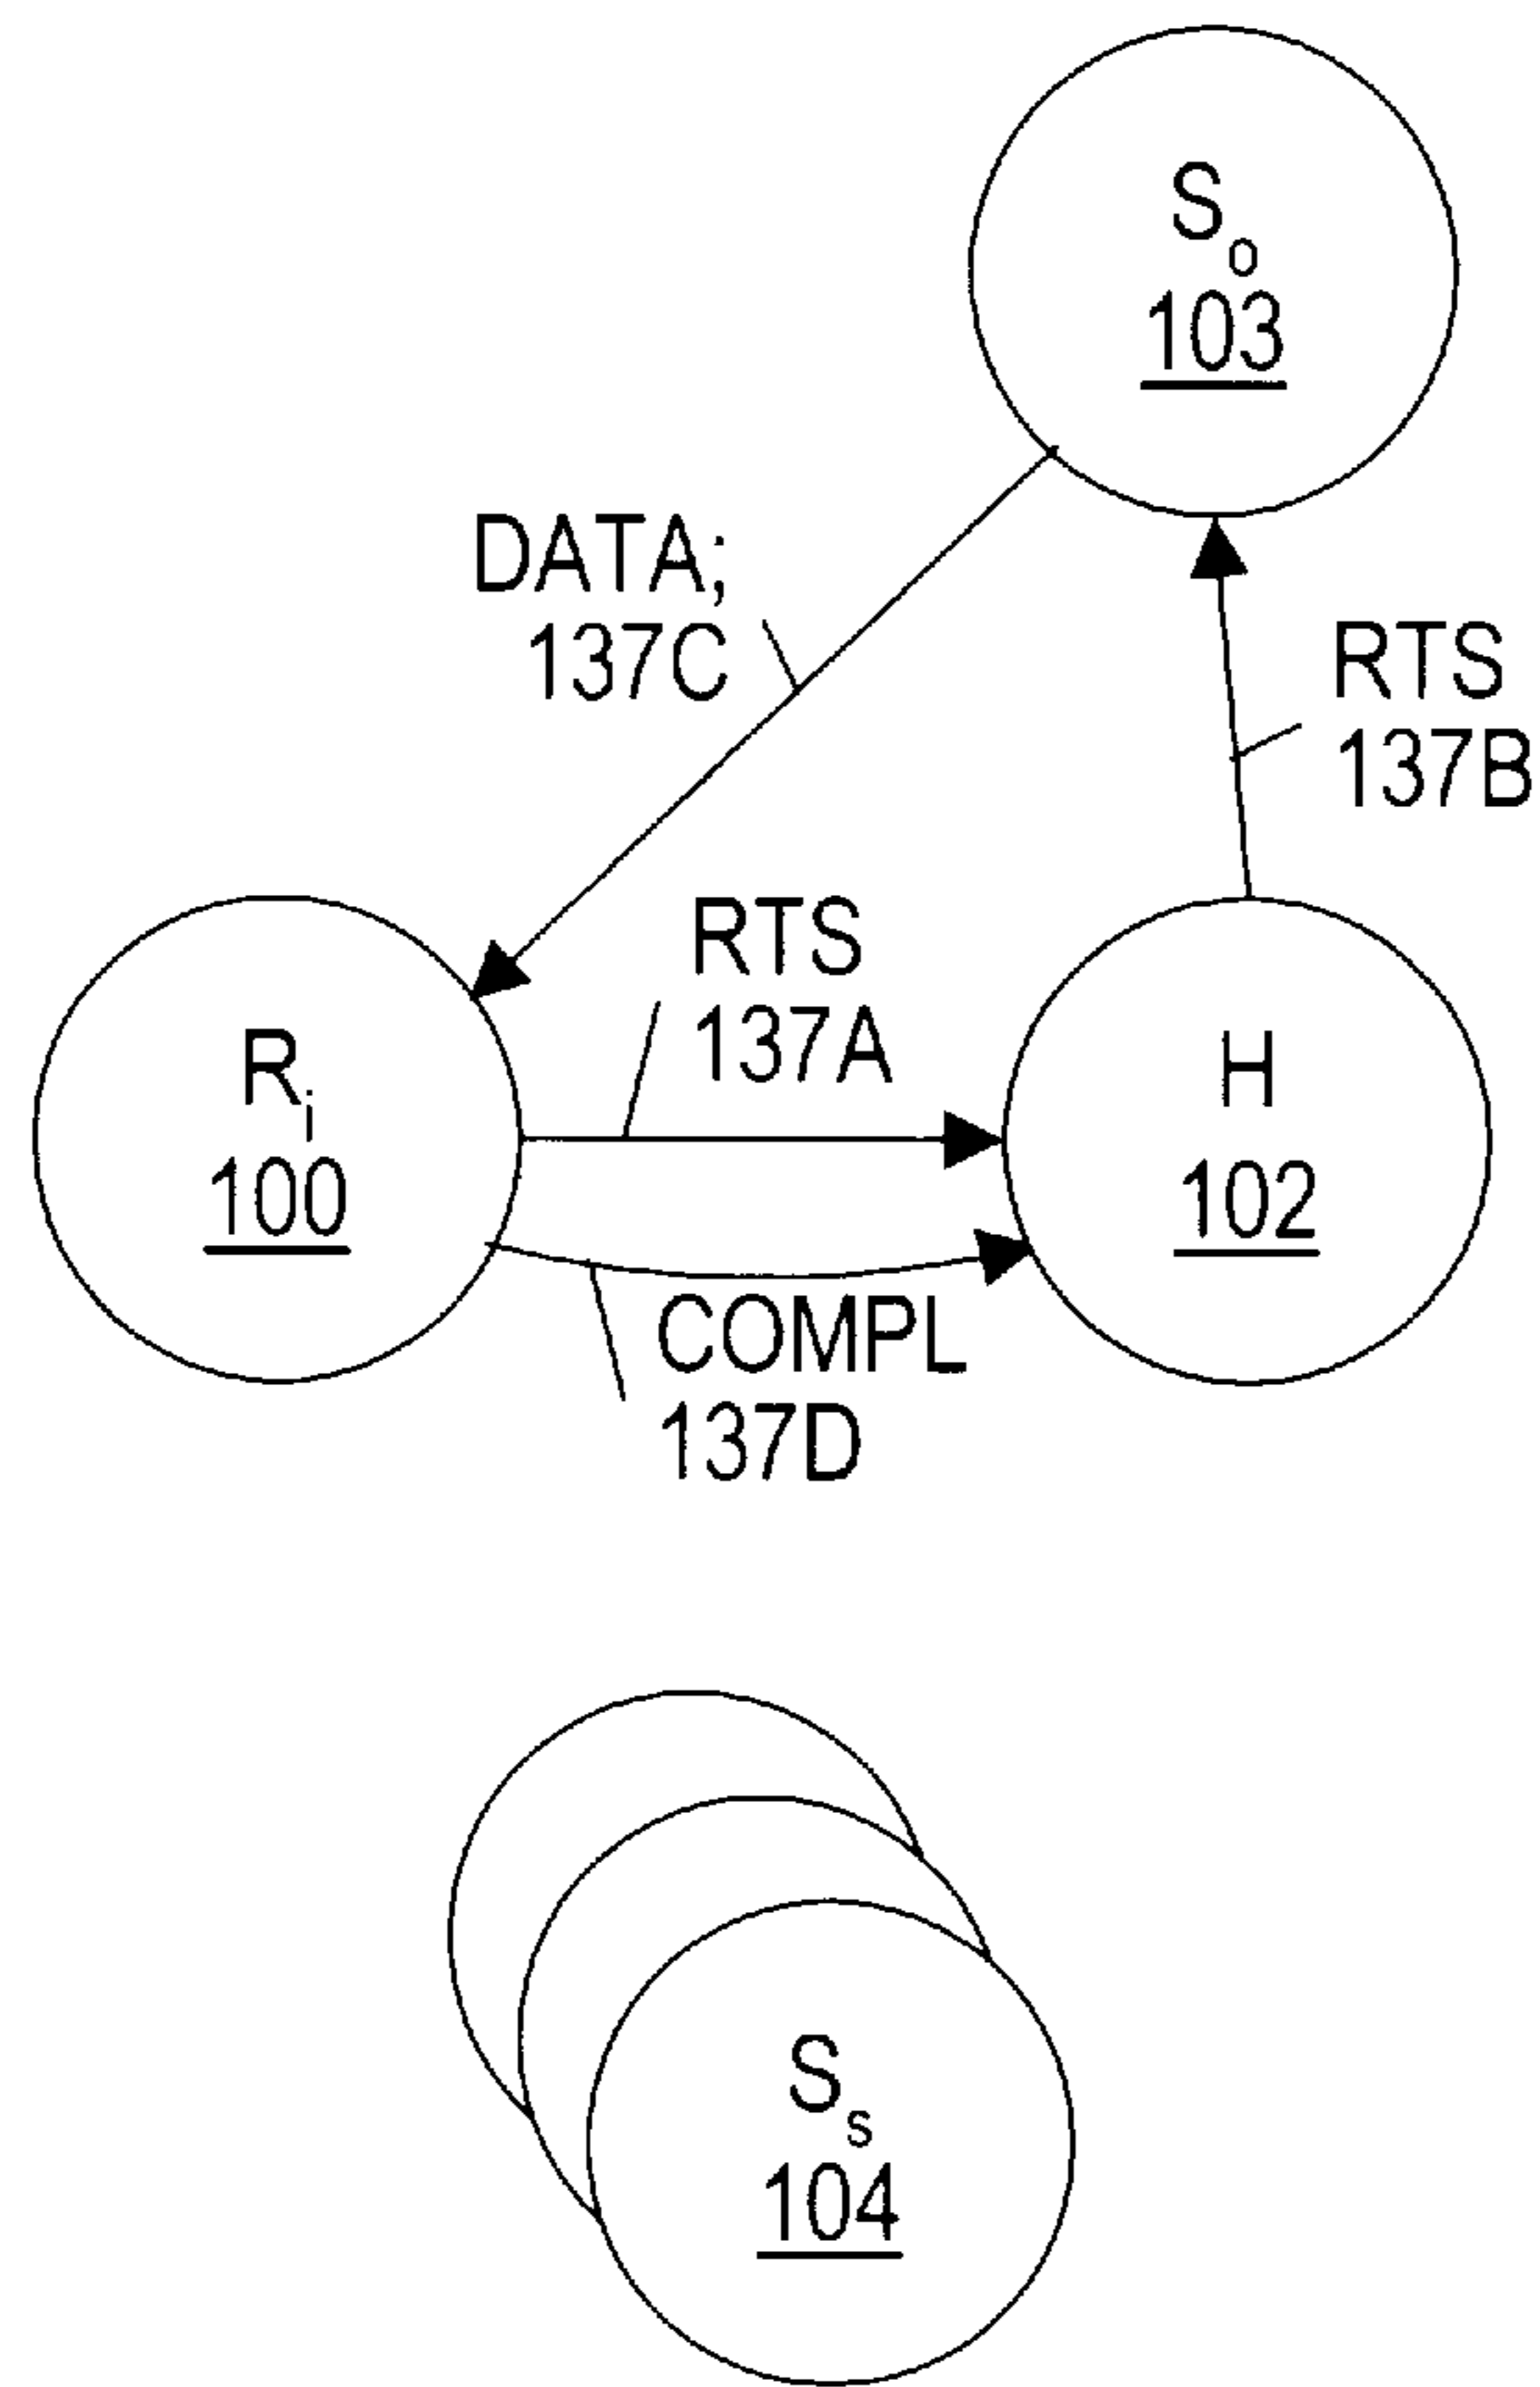 So
103
DATA;
137C
RTS
137B
RTS
137A
Ri
100
H
102
COMPL
137D
Ss
104